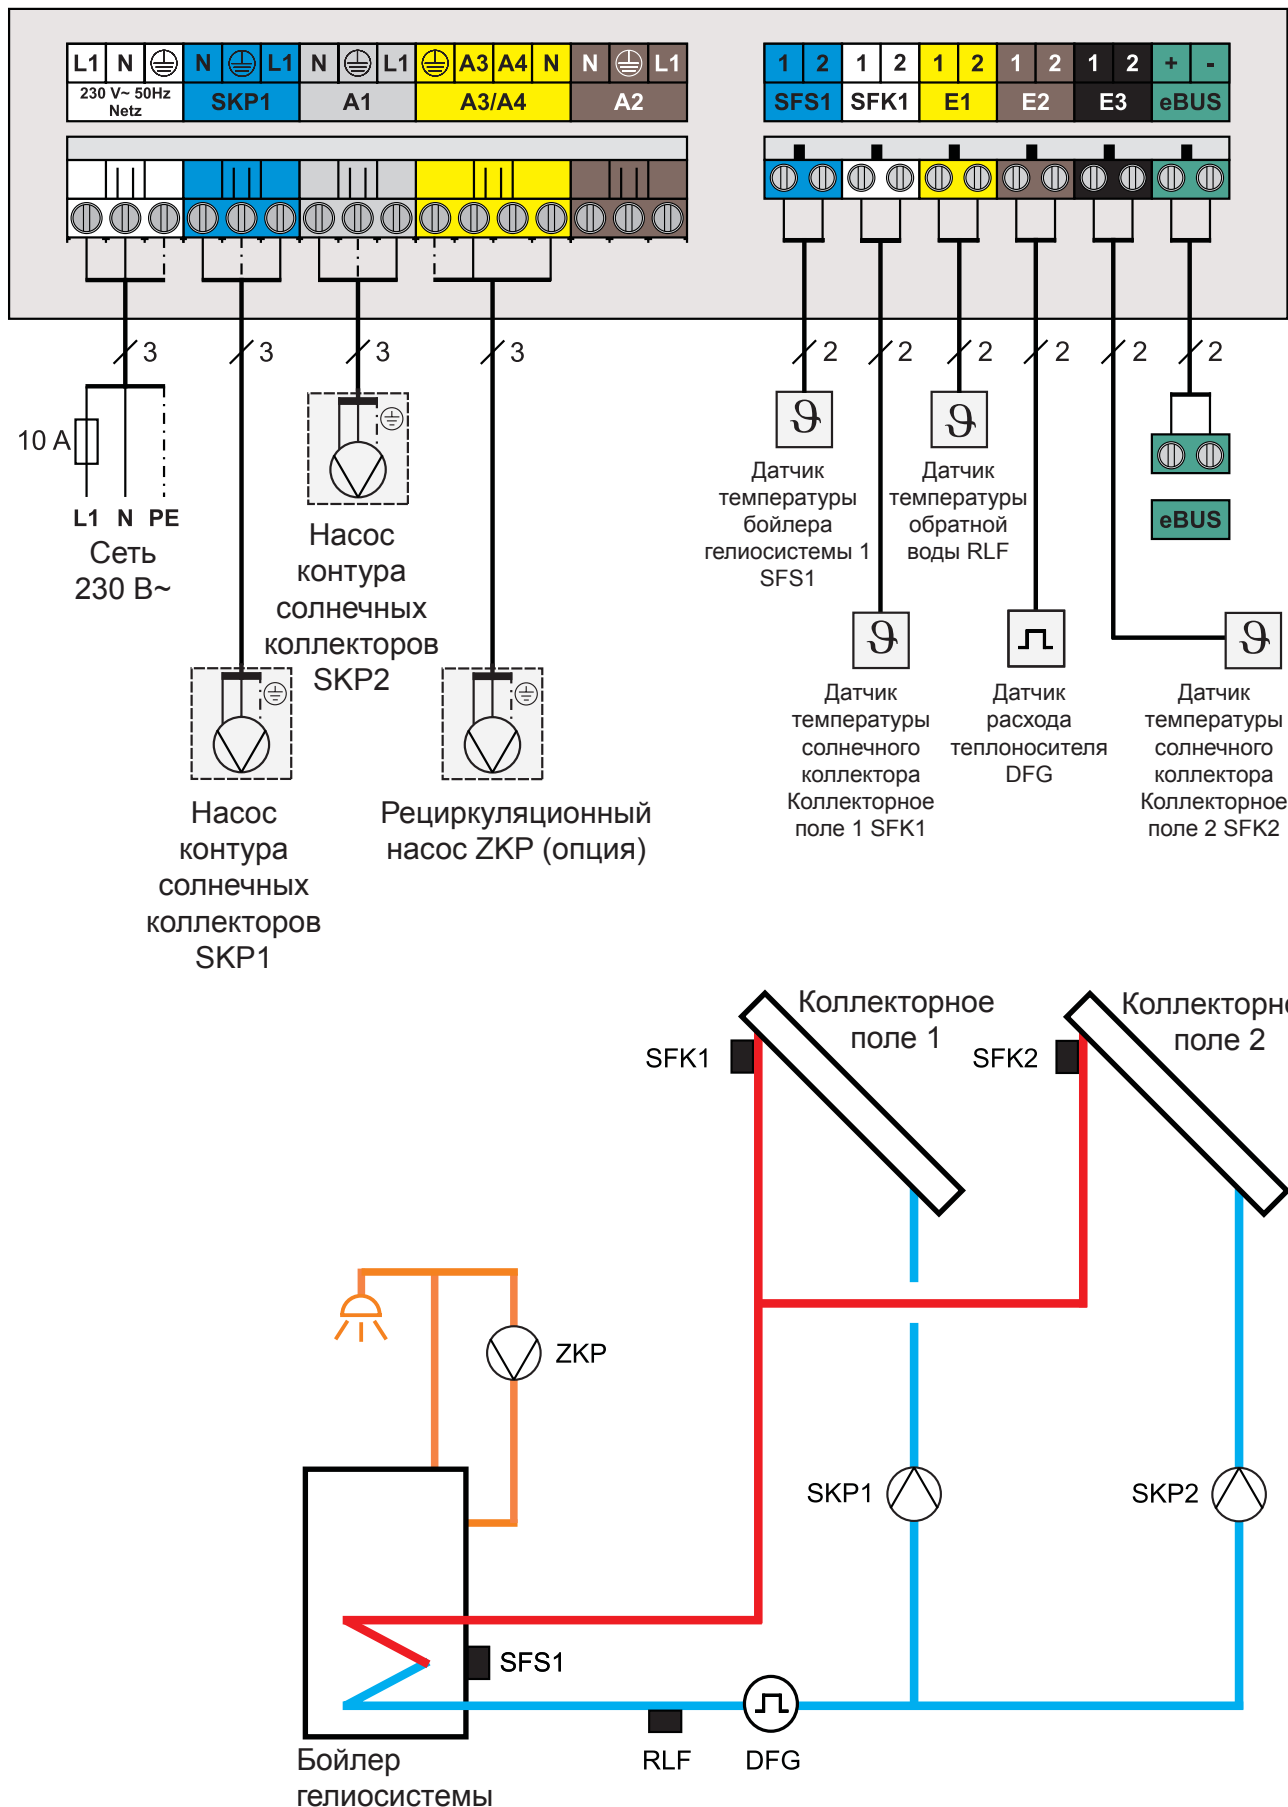 L1 N N L1 N L1 A3 A4 N N L1
230 V~ 50Hz
Netz
SKP1 A1 A3/A4 A2
1 2 1 2 1 2 1 2 1 2 + -
SFS1 SFK1 E1 E2 E3 eBUS
3 3 3 3 2 2 2 2 2 2
10 A
L1 N PE
Сеть
230 В~
Насос
контура
солнечных
коллекторов
SKP2
Датчик
температуры
бойлера
гелиосистемы 1
SFS1
Датчик
температуры
обратной
воды RLF
eBUS
Насос
контура
солнечных
коллекторов
SKP1
Рециркуляционный
насос ZKP (опция)
Датчик
температуры
солнечного
коллектора
Коллекторное
поле 1 SFK1
Датчик
расхода
теплоносителя
DFG
Датчик
температуры
солнечного
коллектора
Коллекторное
поле 2 SFK2
Коллекторное
поле 1
Коллекторно
поле 2
SFK1
SFK2
ZKP
SKP1
SKP2
SFS1
RLF
DFG
Бойлер
гелиосистемы